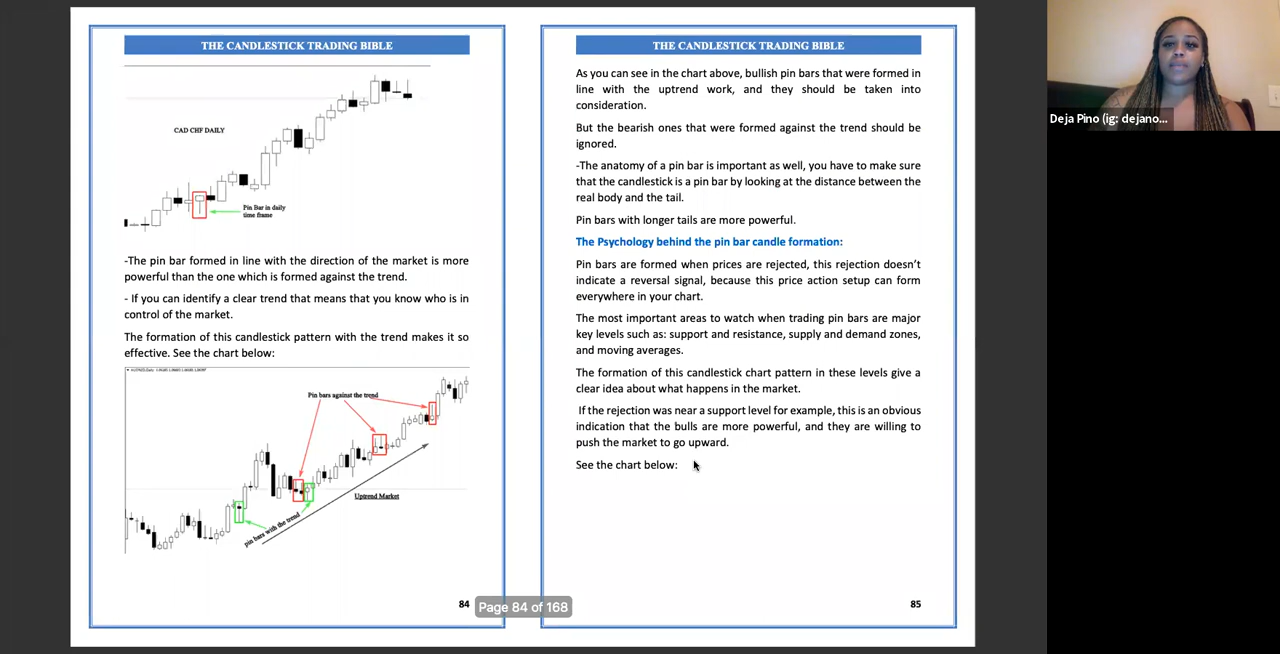 THE CANDLESTICK TRADING BIBLE
CAD CHF DAILY
Pin Bar in daily
time frame
-The pin bar formed in line with the direction of the market is more
powerful than the one which is formed against the trend.
- If you can identify a clear trend that means that you know who is in
control of the market.
The formation of this candlestick pattern with the trend makes it so
effective. See the chart below:
Pin bars against the trend
Uptrend Market
pin bars with the trend
84
Page 84 of 168
THE CANDLESTICK TRADING BIBLE
As you can see in the chart above, bullish pin bars that were formed in
line with the uptrend work, and they should be taken into
consideration.
But the bearish ones that were formed against the trend should be
ignored.
-The anatomy of a pin bar is important as well, you have to make sure
that the candlestick is a pin bar by looking at the distance between the
real body and the tail.
Pin bars with longer tails are more powerful.
The Psychology behind the pin bar candle formation:
Pin bars are formed when prices are rejected, this rejection doesn't
indicate a reversal signal, because this price action setup can form
everywhere in your chart.
The most important areas to watch when trading pin bars are major
key levels such as: support and resistance, supply and demand zones,
and moving averages.
The formation of this candlestick chart pattern in these levels give a
clear idea about what happens in the market.
If the rejection was near a support level for example, this is an obvious
indication that the bulls are more powerful, and they are willing to
push the market to go upward.
See the chart below:
85
Deja Pino (ig: dejano...